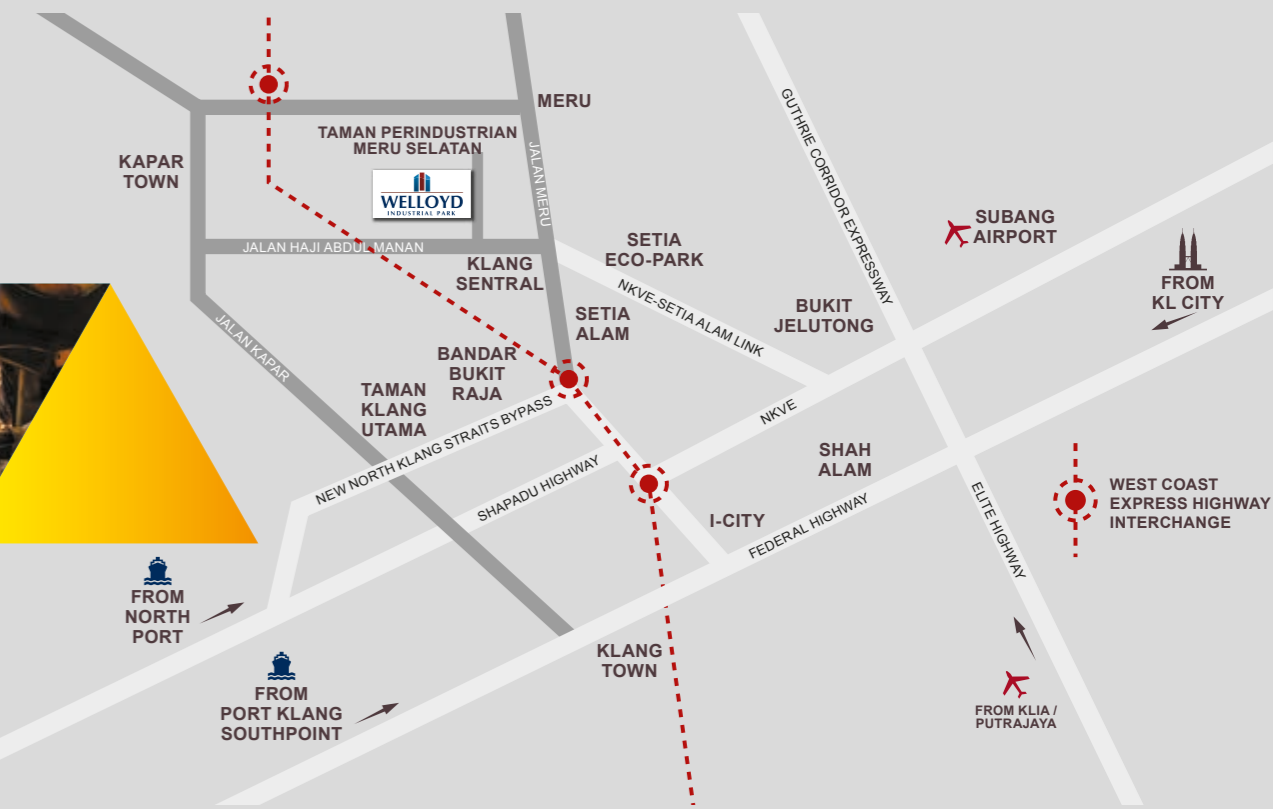 MERU
GUTHRIE CORRIDOR EXPRESSWAY
TAMAN PERINDUSTRIAN
MERU SELATAN
JALAN MERU
KAPAR
TOWN
WELLOYD
INDUSTRIAL PARK
SUBANG
AIRPORT
JALAN HAJI ABDUL MANAN
SETIA
ECO-PARK
KLANG
SENTRAL
FROM
KL CITY
NKVE-SETIA ALAM LINK
BUKIT
JELUTONG
SETIA
ALAM
JALAN KAPAR
BANDAR
BUKIT
RAJA
TAMAN
KLANG
UTAMA
NEW NORTH KLANG STRAITS BYPASS
NKVE
SHAH
ALAM
SHAPADU HIGHWAY
I-CITY
FEDERAL HIGHWAY
ELITE HIGHWAY
WEST COAST
EXPRESS HIGHWAY
INTERCHANGE
FROM
NORTH
PORT
KLANG
TOWN
FROM
PORT KLANG
SOUTHPOINT
FROM KLIA /
PUTRAJAYA